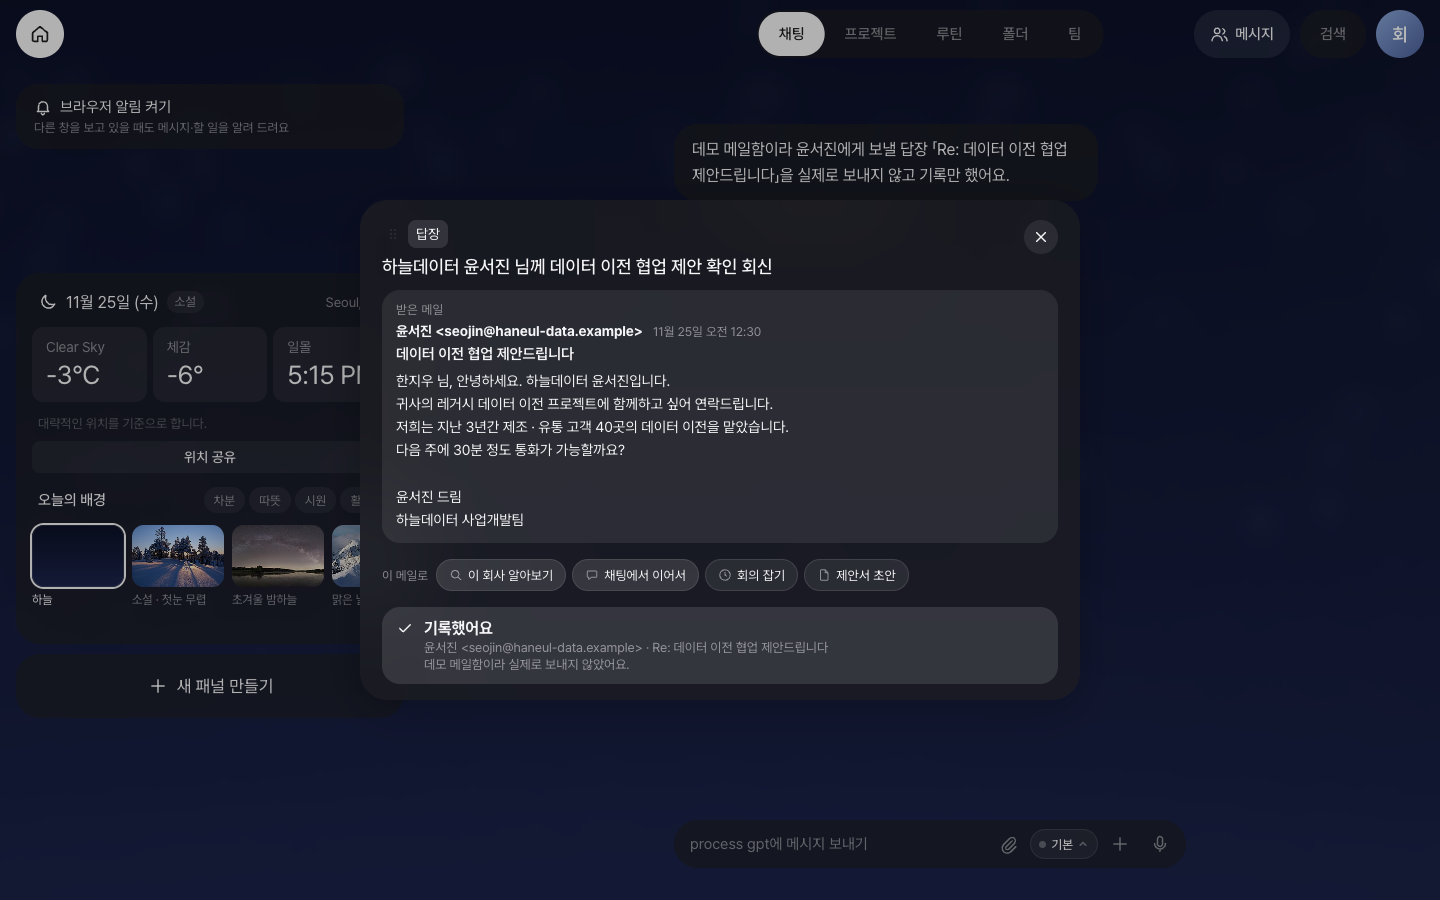 채팅
프로젝트
루틴
폴더
팀
메시지
검색
회
브라우저 알림 켜기
다른 창을 보고 있을 때도 메시지·할 일을 알려 드려요
데모 메일함이라 윤서진에게 보낼 답장 「Re: 데이터 이전 협업
제안드립니다」을 실제로 보내지 않고 기록만 했어요.
답장
하늘데이터 윤서진 님께 데이터 이전 협업 제안 확인 회신
받은 메일
윤서진 <seojin@haneul-data.example> 11월 25일 오전 12:30
데이터 이전 협업 제안드립니다
한지우 님, 안녕하세요. 하늘데이터 윤서진입니다.
귀사의 레거시 데이터 이전 프로젝트에 함께하고 싶어 연락드립니다.
저희는 지난 3년간 제조 · 유통 고객 40곳의 데이터 이전을 맡았습니다.
다음 주에 30분 정도 통화가 가능할까요?
윤서진 드림
하늘데이터 사업개발팀
이 메일로
이 회사 알아보기
채팅에서 이어서
회의 잡기
제안서 초안
기록했어요
윤서진 <seojin@haneul-data.example> · Re: 데이터 이전 협업 제안드립니다
데모 메일함이라 실제로 보내지 않았어요.
11월 25일 (수)
소설
Seoul,
Clear Sky
-3°C
체감
-6°
일몰
5:15
대략적인 위치를 기준으로 합니다.
위치 공유
오늘의 배경
차분
따뜻
시원
하늘
소설 · 첫눈 무렵
초겨울 밤하늘
맑은
새 패널 만들기
process gpt에 메시지 보내기
기본